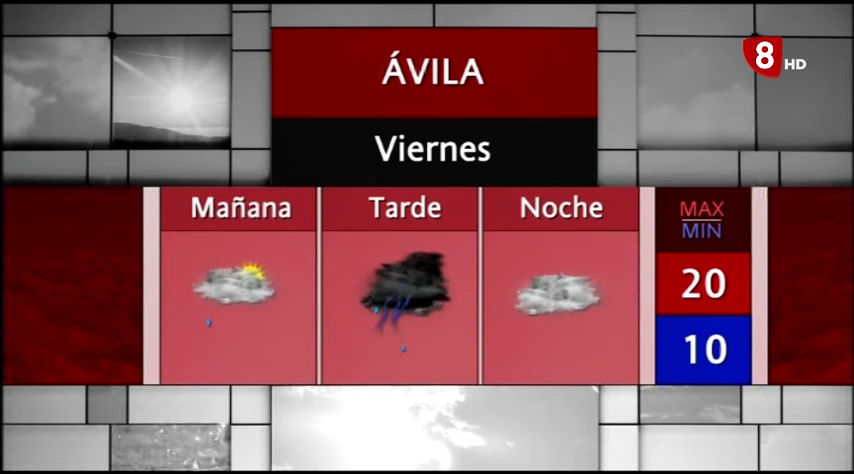 ÁVILA
8 HD
Viernes
Mañana
Tarde
Noche
MAX
MIN
20
10